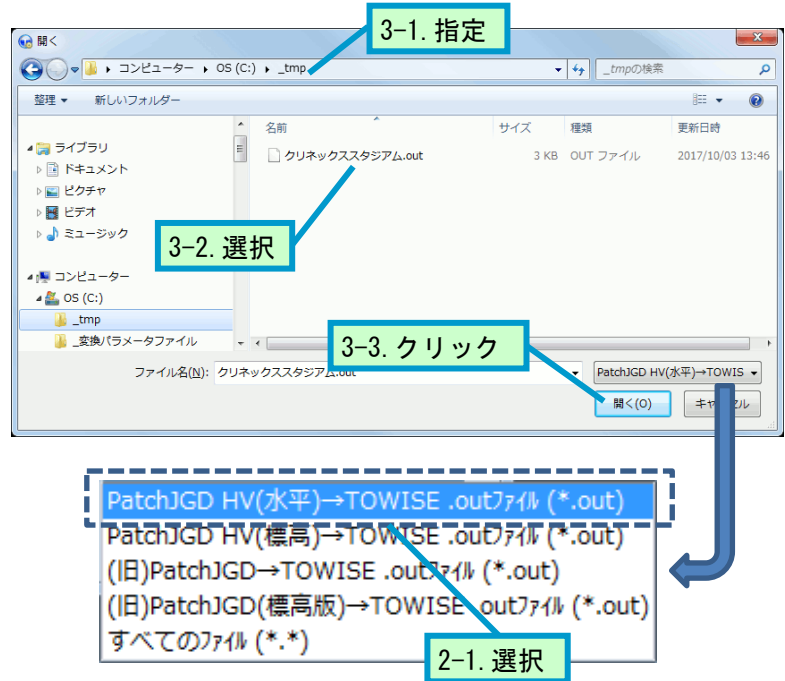 3-1. 指定
開く
コンピューター OS (C:) _tmp
_tmpの検索
整理 新しいフォルダー
名前 サイズ 種類 更新日時
クリネックススタジアム.out 3 KB OUT ファイル 2017/10/03 13:46
ライブラリ
ドキュメント
ピクチャ
ビデオ
ミュージック
3-2. 選択
コンピューター
OS (C:)
_tmp
_変換パラメータファイル
3-3. クリック
ファイル名(N): クリネックススタジアム.out
PatchJGD HV(水平)→TOWIS
開く(O) キャンセル
PatchJGD HV(水平)→TOWISE .outファイル (*.out)
PatchJGD HV(標高)→TOWISE .outファイル (*.out)
(旧)PatchJGD→TOWISE .outファイル (*.out)
(旧)PatchJGD(標高版)→TOWISE .outファイル (*.out)
すべてのファイル (*.*)
2-1. 選択